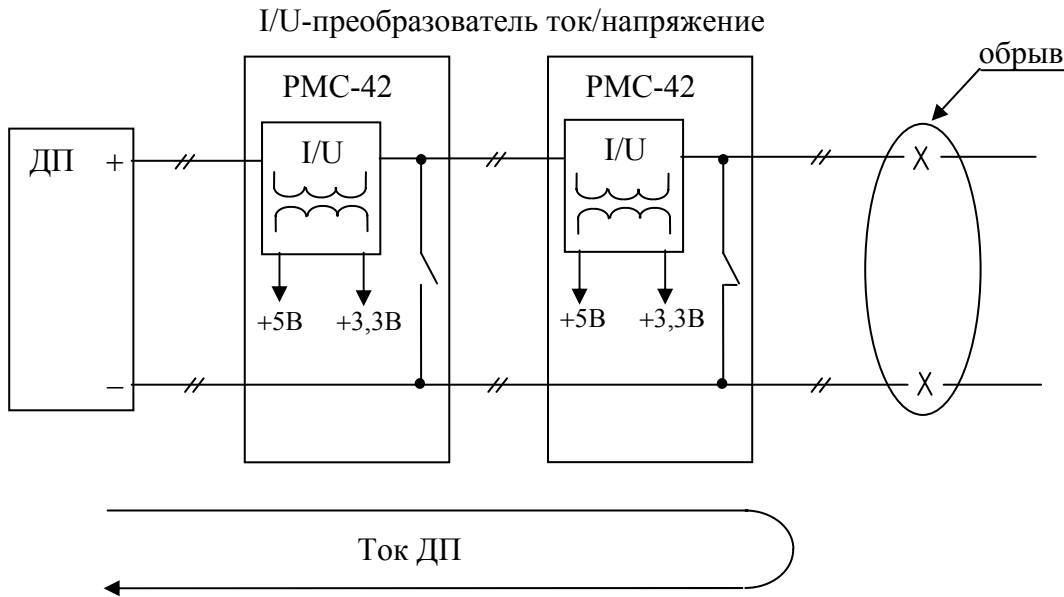 I/U-преобразователь ток/напряжение
обрыв
РМС-42
РМС-42
ДП
+
I/U
I/U
+5В
+3,3В
+5В
+3,3В
–
Ток ДП